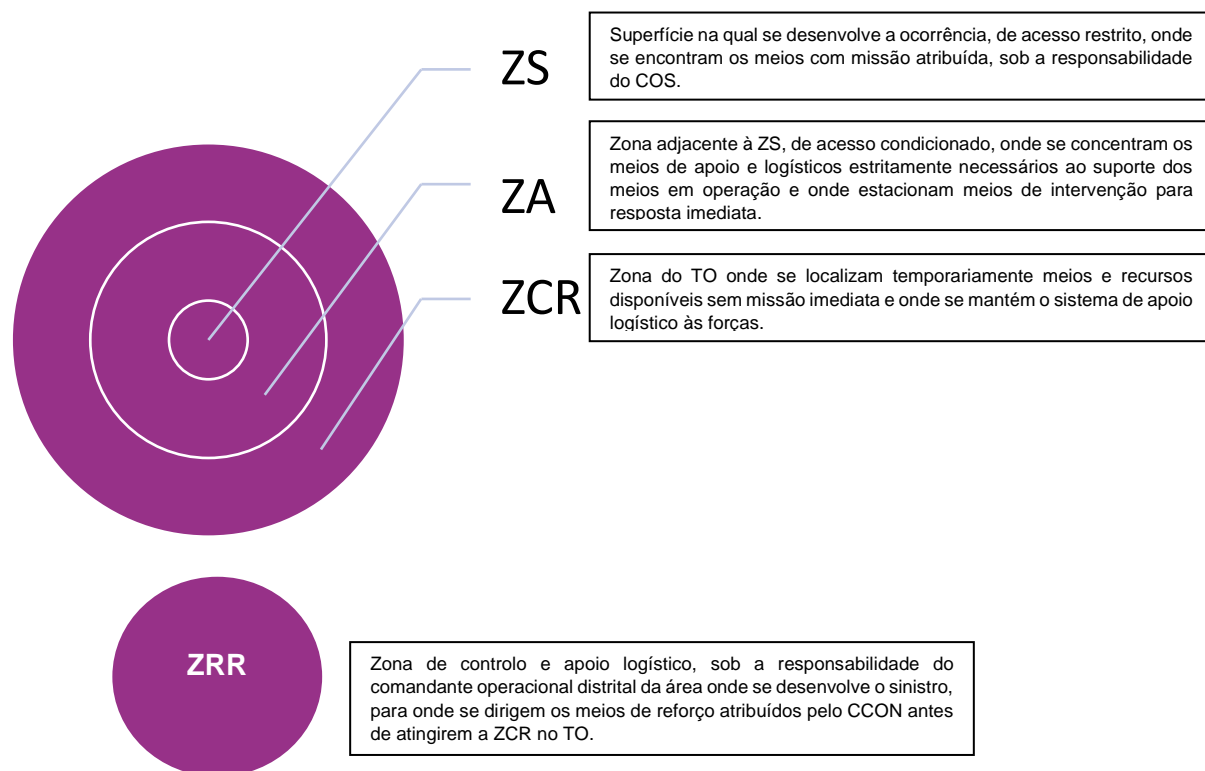 ZS
Superfície na qual se desenvolve a ocorrência, de acesso restrito, onde
se encontram os meios com missão atribuída, sob a responsabilidade
do COS.
ZA
Zona adjacente à ZS, de acesso condicionado, onde se concentram os
meios de apoio e logísticos estritamente necessários ao suporte dos
meios em operação e onde estacionam meios de intervenção para
resposta imediata.
ZCR
Zona do TO onde se localizam temporariamente meios e recursos
disponíveis sem missão imediata e onde se mantém o sistema de apoio
logístico às forças.
ZRR
Zona de controlo e apoio logístico, sob a responsabilidade do
comandante operacional distrital da área onde se desenvolve o sinistro,
para onde se dirigem os meios de reforço atribuídos pelo CCON antes
de atingirem a ZCR no TO.